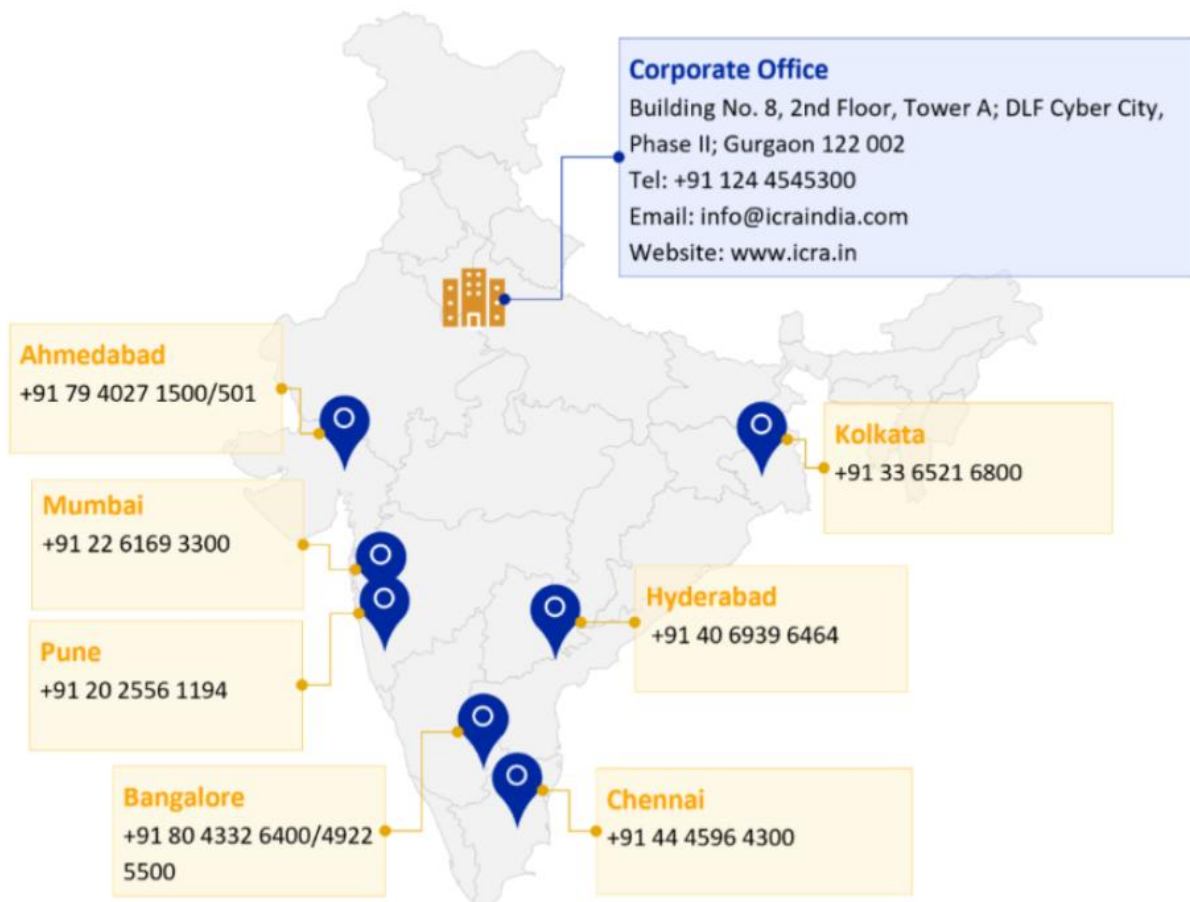 Corporate Office
Building No. 8, 2nd Floor, Tower A; DLF Cyber City,
Phase II; Gurgaon 122 002
Tel: +91 124 4545300
Email: info@icraindia.com
Website: www.icra.in
Ahmedabad
+91 79 4027 1500/501
Kolkata
+91 33 6521 6800
Mumbai
+91 22 6169 3300
Hyderabad
+91 40 6939 6464
Pune
+91 20 2556 1194
Bangalore
+91 80 4332 6400/4922
5500
Chennai
+91 44 4596 4300